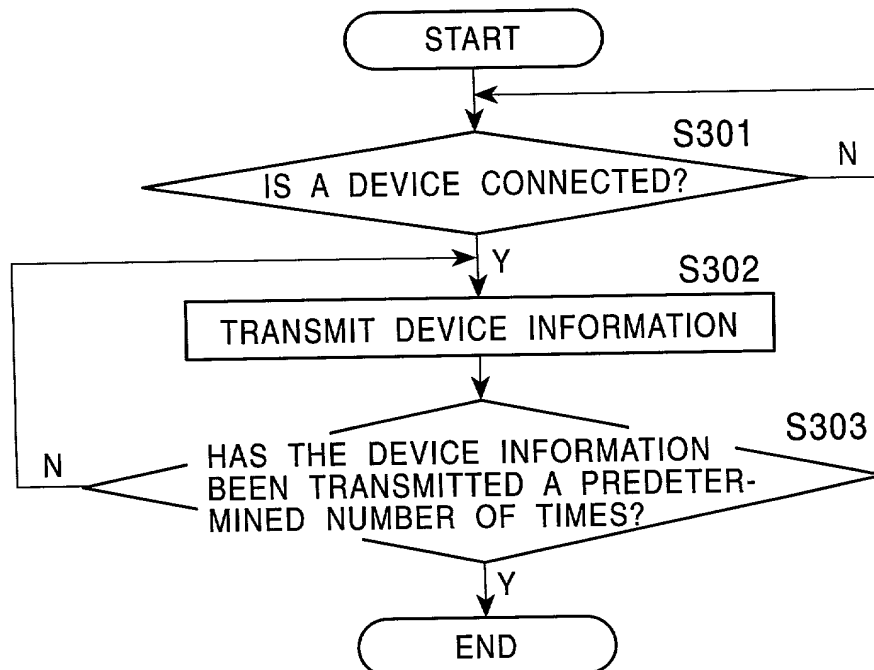 START
S301
N
IS A DEVICE CONNECTED?
Y
S302
TRANSMIT DEVICE INFORMATION
S303
N
HAS THE DEVICE INFORMATION
BEEN TRANSMITTED A PREDETER-
MINED NUMBER OF TIMES?
Y
END